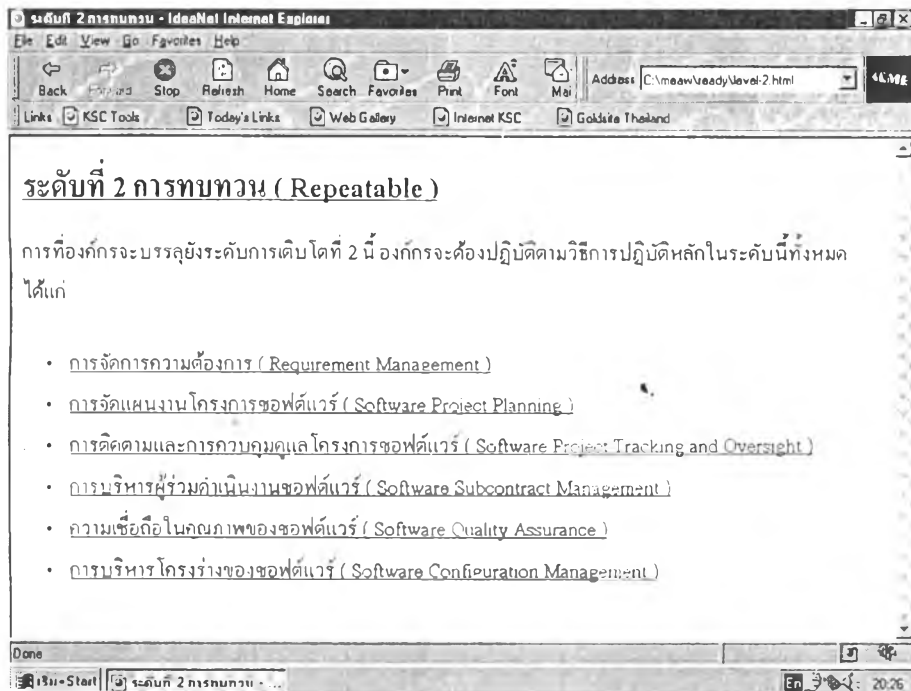 ระดับที่ 2 การทบทวน - IdeaNet Internet Explorer
File Edit View Go Favorites Help
Back Forward Stop Refresh Home Search Favorites Print Font Mail Address C:\meaw\ready\level-2.html
Links KSC Tools Today's Links Web Gallery Internet KSC Goldsite Thailand
ระดับที่ 2 การทบทวน ( Repeatable )
การที่องค์กรจะบรรลุยังระดับการเติบโตที่ 2 นี้ องค์กรจะต้องปฏิบัติตามวิธีการปฏิบัติหลักในระดับนี้ทั้งหมด
ได้แก่
• การจัดการความต้องการ ( Requirement Management )
• การจัดแผนงานโครงการซอฟต์แวร์ ( Software Project Planning )
• การติดตามและการควบคุมดูแลโครงการซอฟต์แวร์ ( Software Project Tracking and Oversight )
• การบริหารผู้ร่วมดำเนินงานซอฟต์แวร์ ( Software Subcontract Management )
• ความเชื่อถือในคุณภาพของซอฟต์แวร์ ( Software Quality Assurance )
• การบริหารโครงร่างของซอฟต์แวร์ ( Software Configuration Management )
Done
เริ่ม-Start ระดับที่ 2 การทบทวน - ... En 20:26